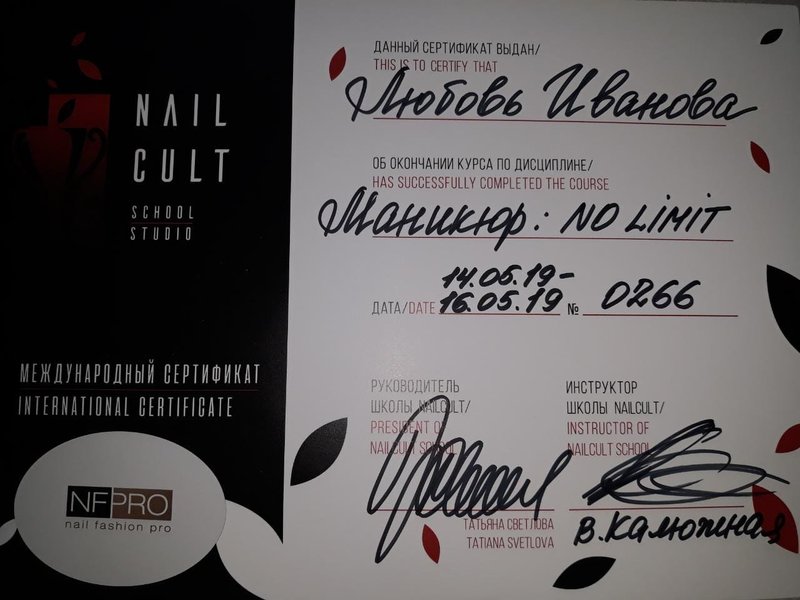 NAIL
CULT
SCHOOL
STUDIO
МЕЖДУНАРОДНЫЙ СЕРТИФИКАТ
INTERNATIONAL CERTIFICATE
NFPRO
nail fashion pro
ДАННЫЙ СЕРТИФИКАТ ВЫДАН/
THIS IS TO CERTIFY THAT
Любовь Иванова
ОБ ОКОНЧАНИИ КУРСА ПО ДИСЦИПЛИНЕ/
HAS SUCCESSFULLY COMPLETED THE COURSE
Маникюр: NO LIMIT
14.05.19-
ДАТА/DATE 16.05.19 № 0266
РУКОВОДИТЕЛЬ
ШКОЛЫ NAILCULT/
PRESIDENT OF
NAILCULT SCHOOL
ТАТЬЯНА СВЕТЛОВА
TATIANA SVETLOVA
ИНСТРУКТОР
ШКОЛЫ NAILCULT/
INSTRUCTOR OF
NAILCULT SCHOOL
В.Калюжная